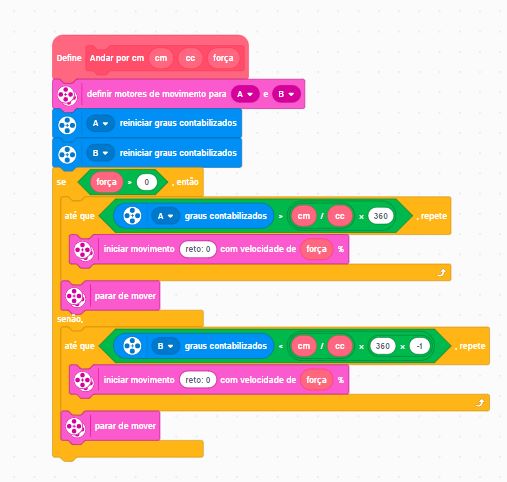 Define Andar por cm cm cc força
definir motores de movimento para A e B
A reiniciar graus contabilizados
B reiniciar graus contabilizados
se força > 0 , então
até que A graus contabilizados > cm / cc × 360 , repete
iniciar movimento reto: 0 com velocidade de força %
parar de mover
senão,
até que B graus contabilizados < cm / cc × 360 × -1 , repete
iniciar movimento reto: 0 com velocidade de força %
parar de mover